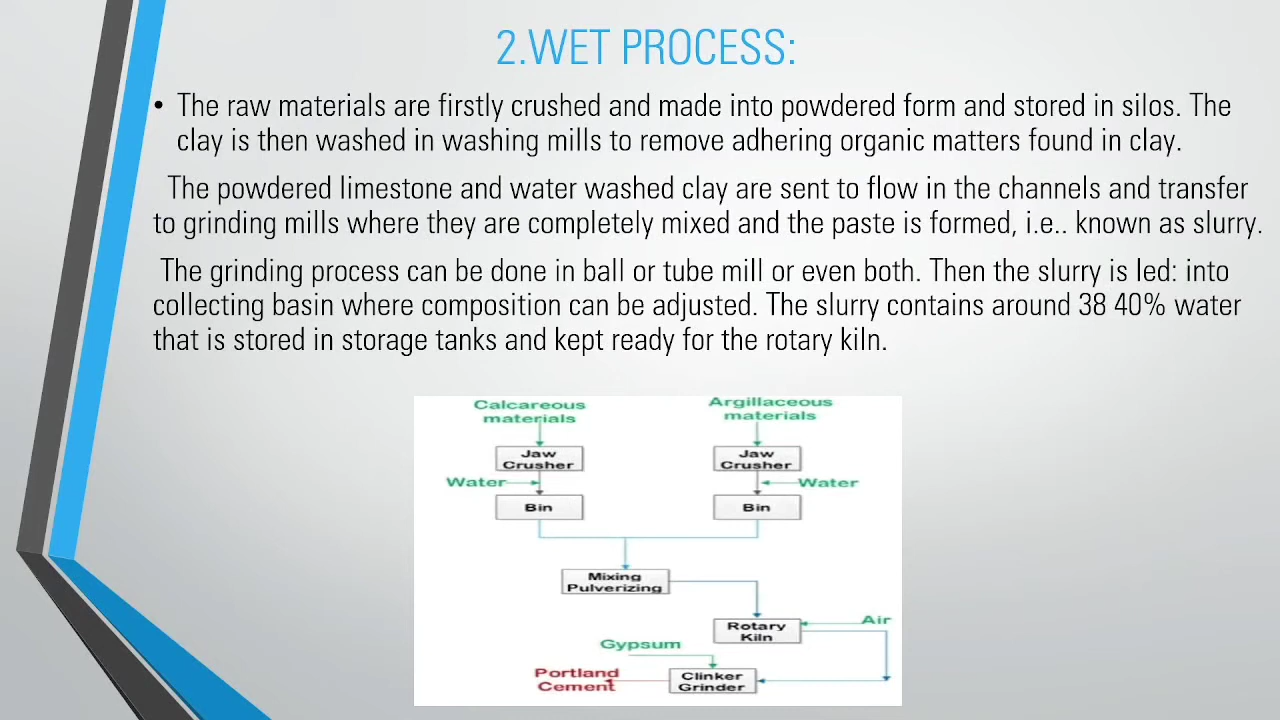 2.WET PROCESS:
• The raw materials are firstly crushed and made into powdered form and stored in silos. The
clay is then washed in washing mills to remove adhering organic matters found in clay.
The powdered limestone and water washed clay are sent to flow in the channels and transfer
to grinding mills where they are completely mixed and the paste is formed, i.e.. known as slurry.
The grinding process can be done in ball or tube mill or even both. Then the slurry is led: into
collecting basin where composition can be adjusted. The slurry contains around 38 40% water
that is stored in storage tanks and kept ready for the rotary kiln.
Calcareous
materials
Argillaceous
materials
Jaw
Crusher
Jaw
Crusher
Water
Water
Bin
Bin
Mixing
Pulverizing
Rotary
Kiln
Air
Gypsum
Portland
Cement
Clinker
Grinder